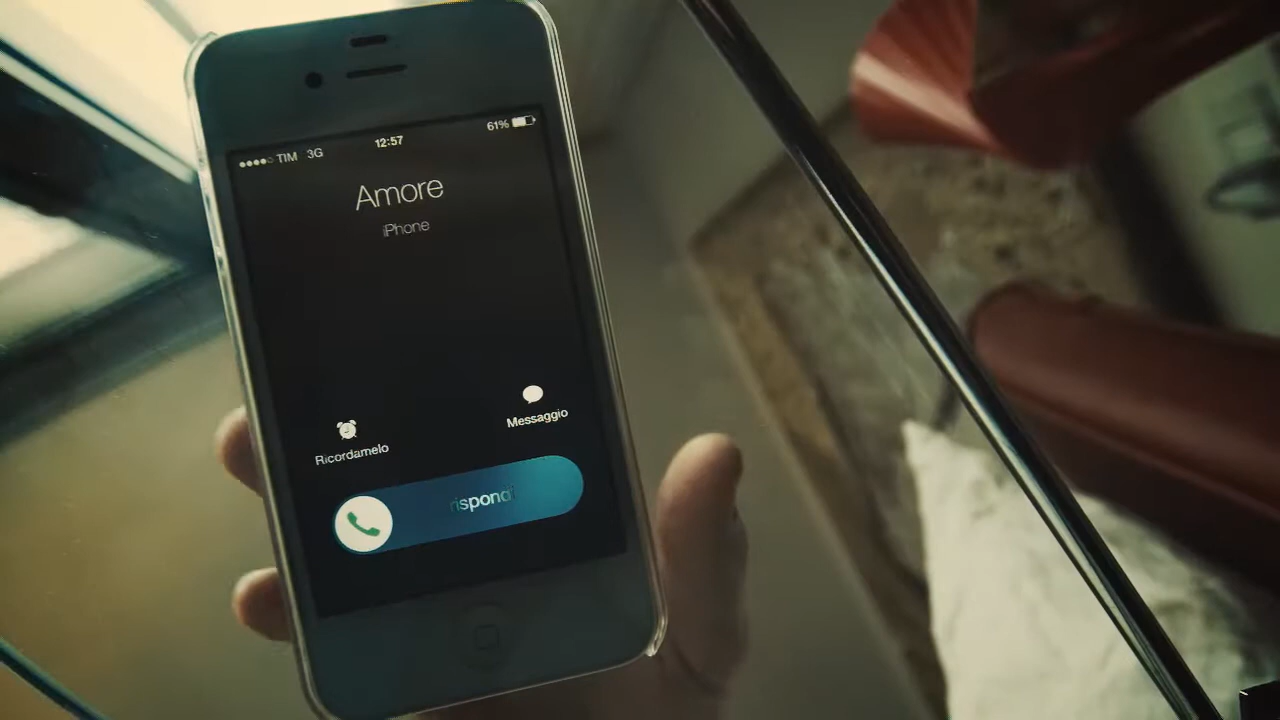 TIM 3G 12:57 61%
Amore
iPhone
Ricordamelo Messaggio
rispondi